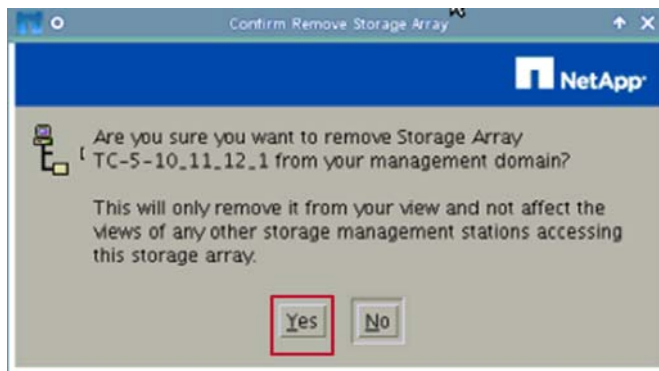 Confirm Remove Storage Array
NetApp
Are you sure you want to remove Storage Array
TC-5-10_11_12_1 from your management domain?
This will only remove it from your view and not affect the
views of any other storage management stations accessing
this storage array.
Yes
No